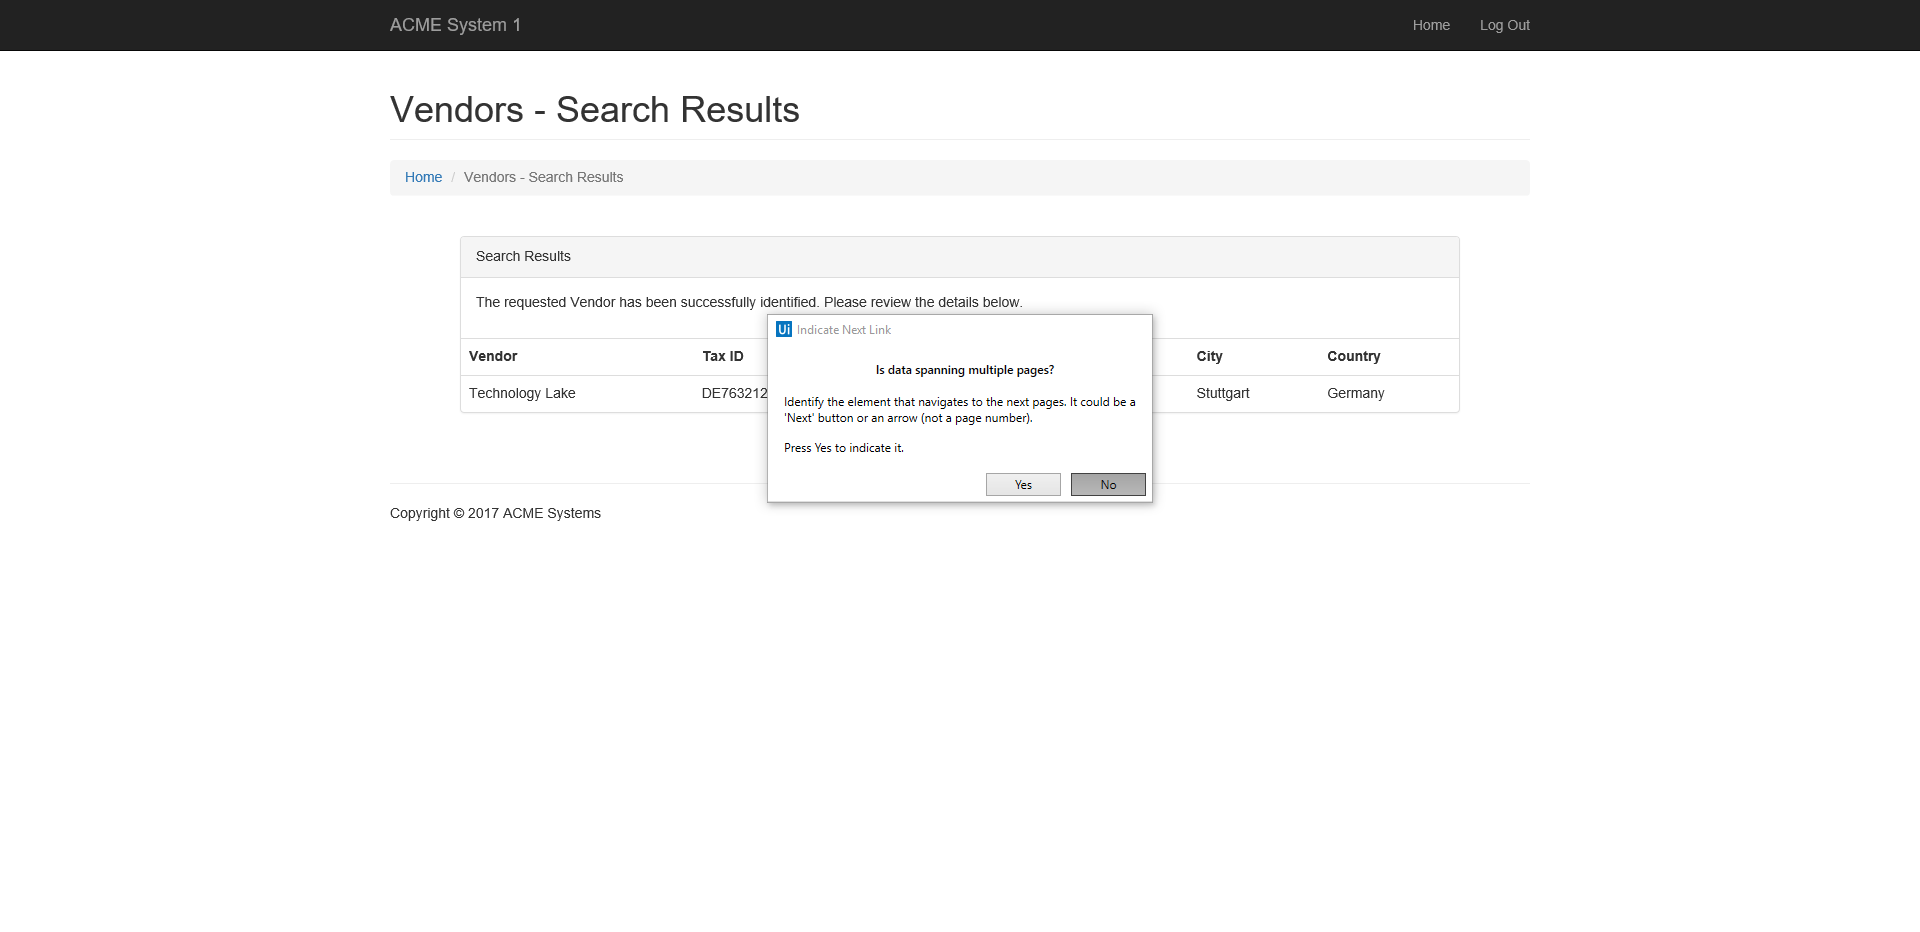 ACME System 1 Home Log Out
Vendors - Search Results
Home / Vendors - Search Results
Search Results
The requested Vendor has been successfully identified. Please review the details below.
Ui Indicate Next Link
Is data spanning multiple pages?
Identify the element that navigates to the next pages. It could be a
'Next' button or an arrow (not a page number).
Press Yes to indicate it.
Yes No
Vendor Tax ID City Country
Technology Lake DE763212 Stuttgart Germany
Copyright © 2017 ACME Systems